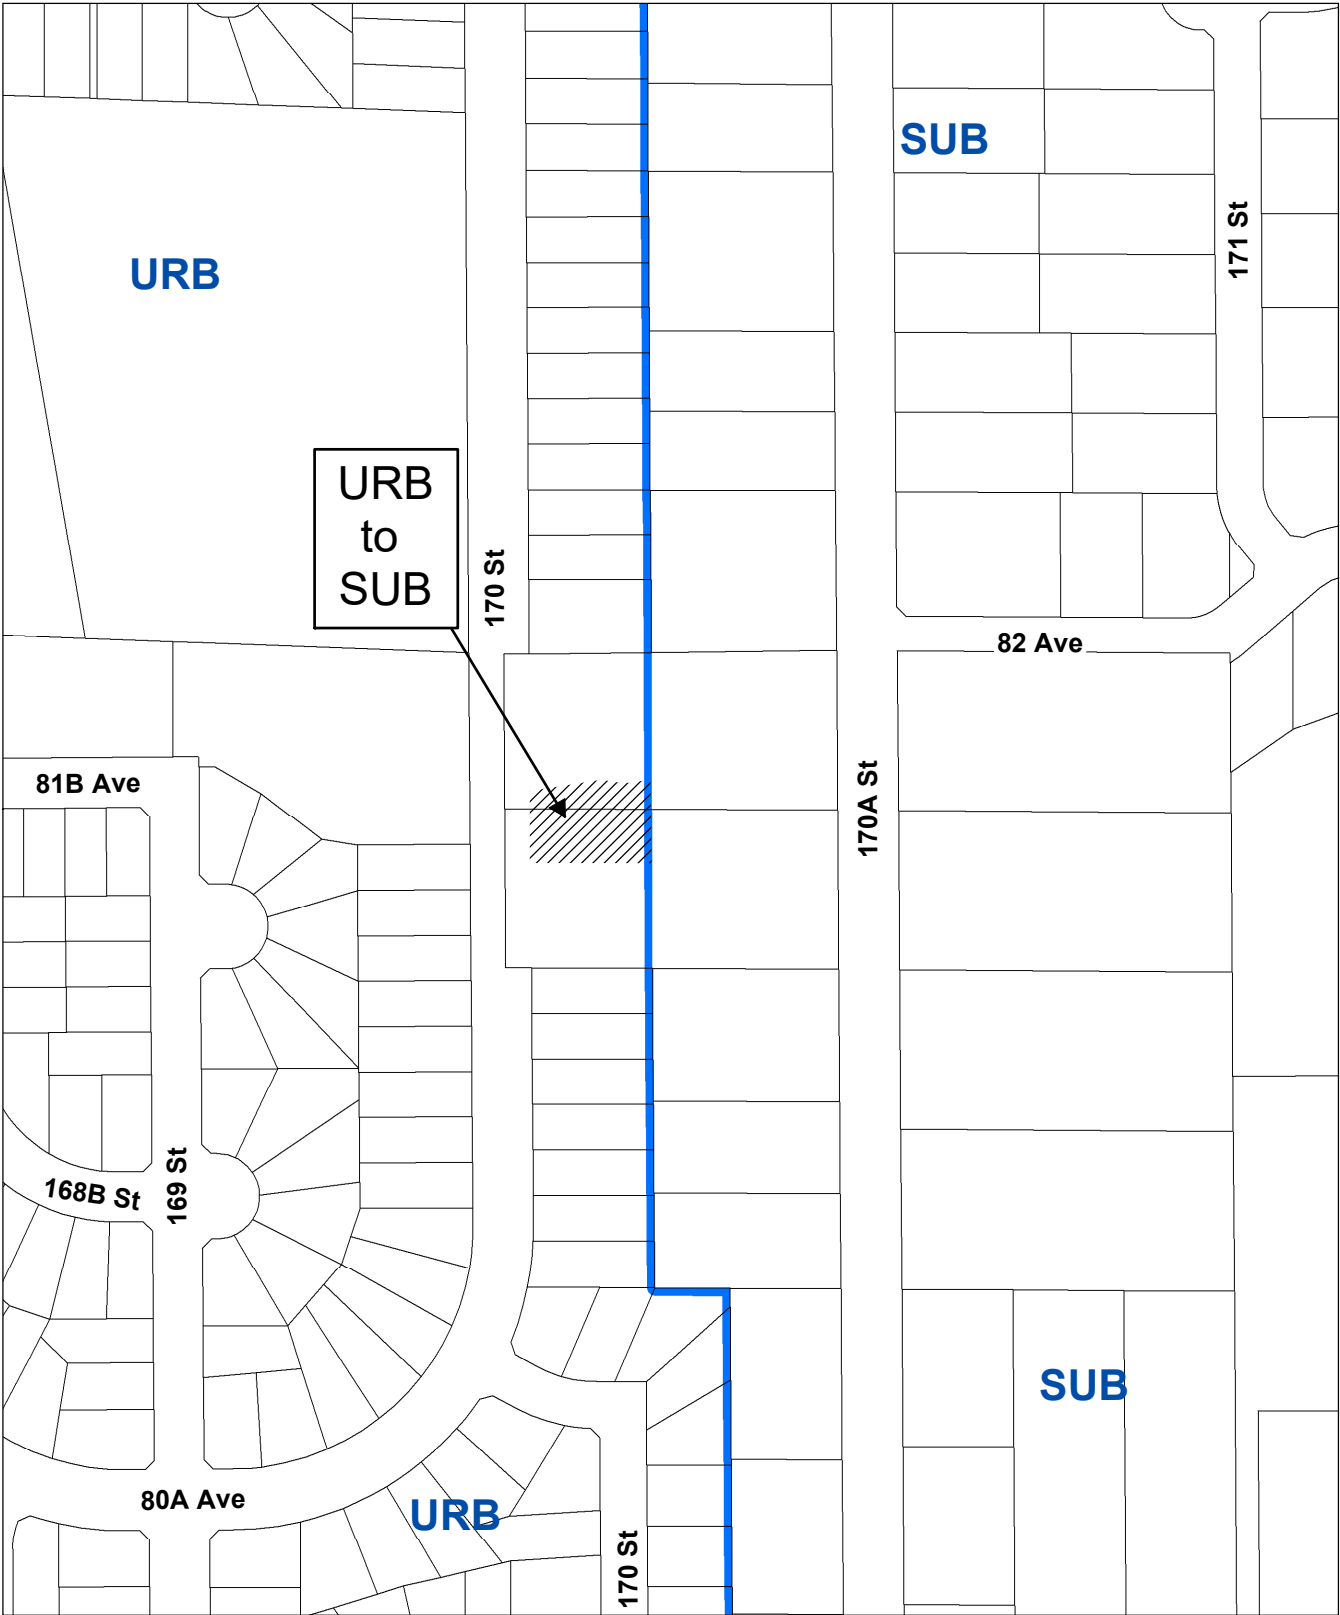 SUB
171 St
URB
URB
to
SUB
170 St
82 Ave
81B Ave
170A St
169 St
168B St
SUB
80A Ave
URB
170 St